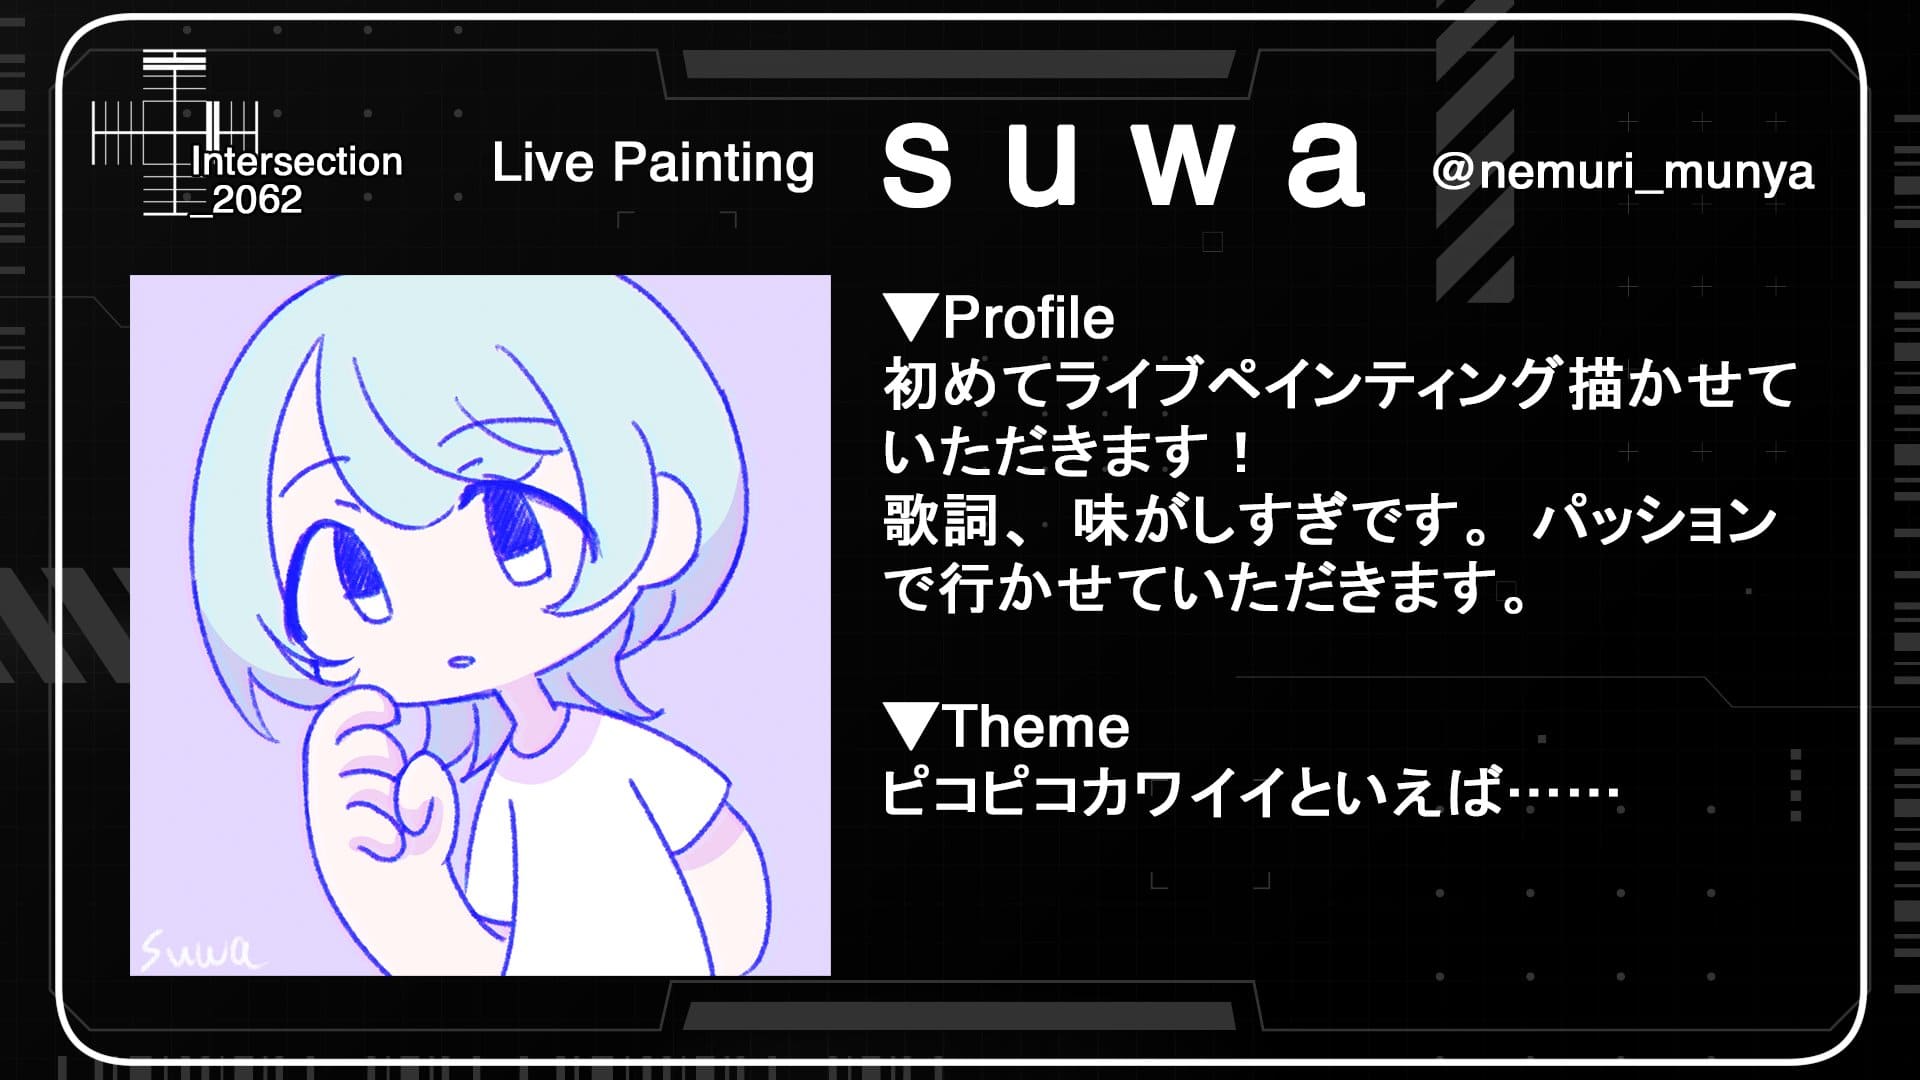 Intersection
_2062
Live Painting
suwa
@nemuri_munya
▼Profile
初めてライブペインティング描かせて
いただきます！
歌詞、味がしすぎです。パッション
で行かせていただきます。
▼Theme
ピコピコカワイイといえば……
suwa